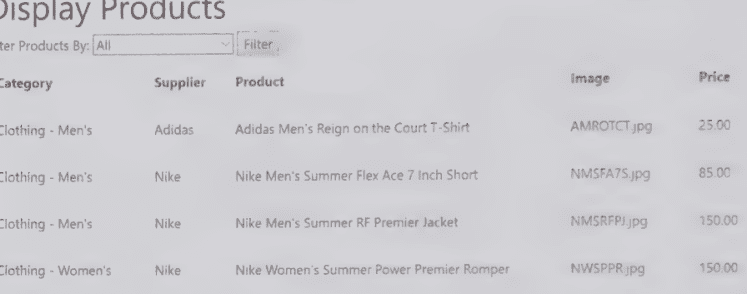 Display Products
ter Products By: All Filter
Category Supplier Product Image Price
Clothing - Men's Adidas Adidas Men's Reign on the Court T-Shirt AMROTCT.jpg 25.00
Clothing - Men's Nike Nike Men's Summer Flex Ace 7 Inch Short NMSFA7S.jpg 85.00
Clothing - Men's Nike Nike Men's Summer RF Premier Jacket NMSRFPJ.jpg 150.00
Clothing - Women's Nike Nike Women's Summer Power Premier Romper NWSPPR.jpg 150.00